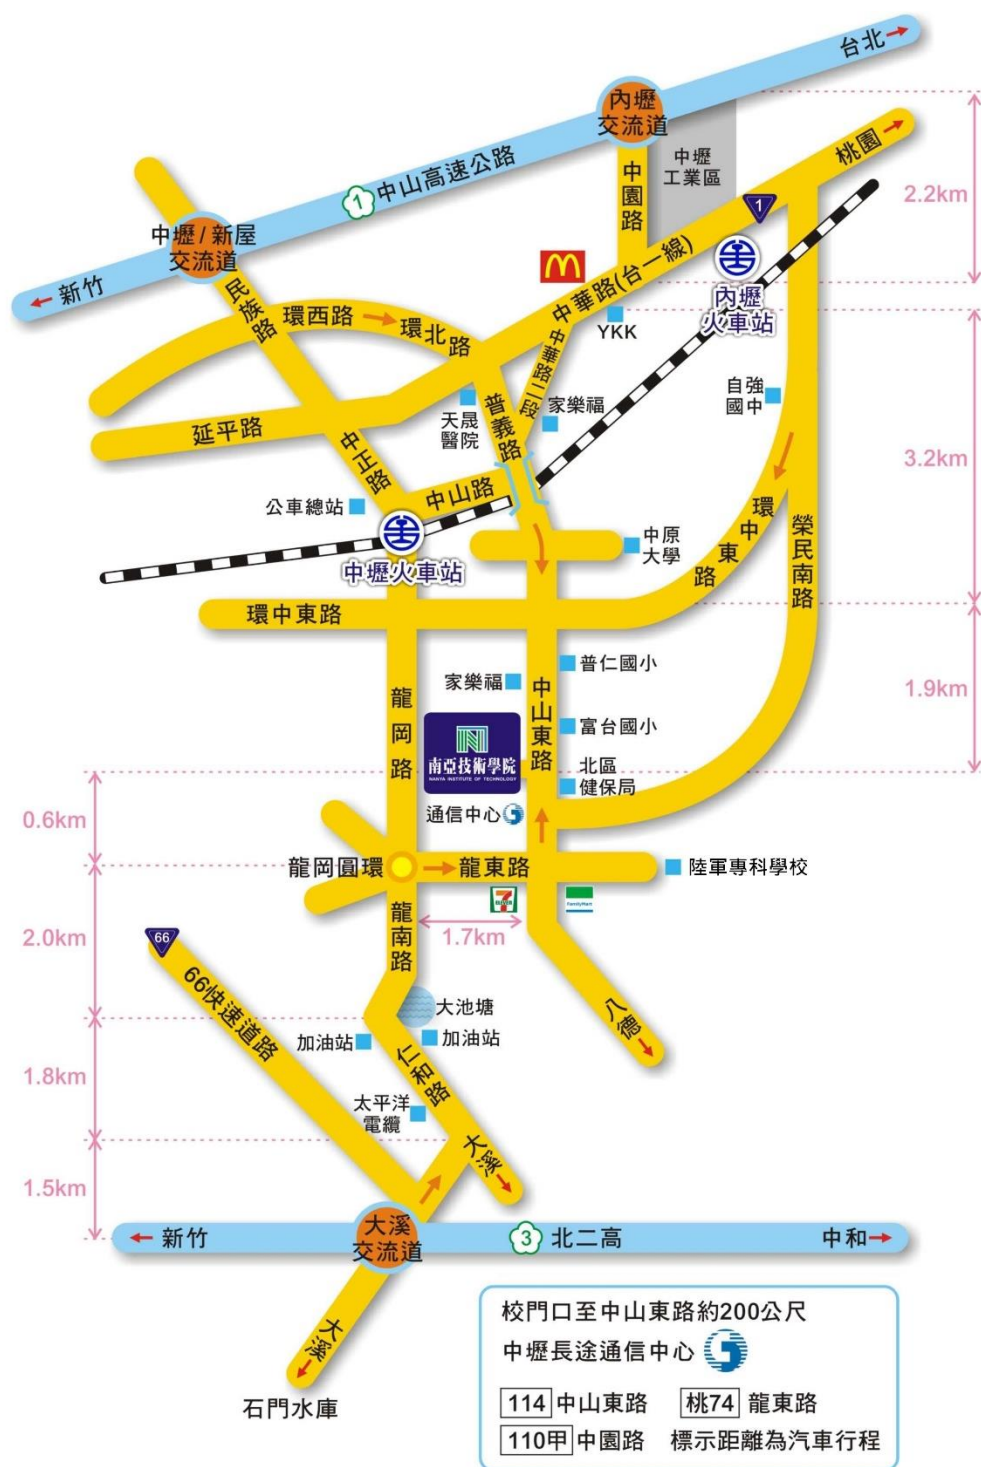 台北
內壢
交流道
中壢
工業區
桃園
中園路
1
中山高速公路
1
2.2km
中壢/新屋
交流道
新竹
民族路
環西路
環北路
中華路(台一線)
內壢
火車站
YKK
中華路二段
延平路
天晟
醫院
普義路
家樂福
自強
國中
3.2km
中正路
公車總站
中山路
中壢火車站
中原
大學
環中東路
榮民南路
環中東路
普仁國小
家樂福
中山東路
1.9km
龍岡路
富台國小
南亞技術學院
NANYA INSTITUTE OF TECHNOLOGY
北區
健保局
通信中心
0.6km
龍岡圓環
龍東路
陸軍專科學校
7
ELEVEN
FamilyMart
龍南路
1.7km
2.0km
66
66快速道路
大池塘
加油站
加油站
八德
仁和路
1.8km
太平洋
電纜
大溪
1.5km
新竹
大溪
交流道
3
北二高
中和
大溪
石門水庫
校門口至中山東路約200公尺
中壢長途通信中心
114 中山東路 桃74 龍東路
110甲 中園路 標示距離為汽車行程